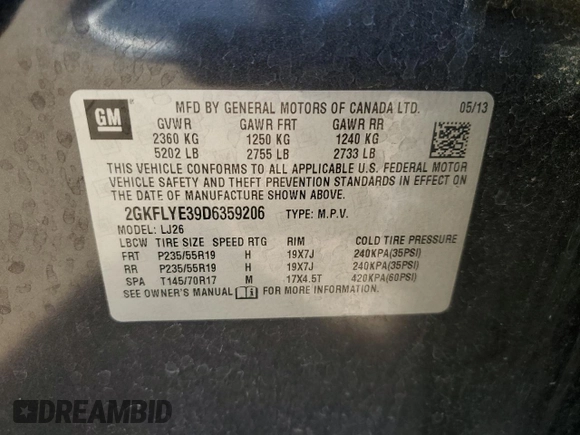 GM
MFD BY GENERAL MOTORS OF CANADA LTD. 05/13
GVWR GAWR FRT GAWR RR
2360 KG 1250 KG 1240 KG
5202 LB 2755 LB 2733 LB
THIS VEHICLE CONFORMS TO ALL APPLICABLE U.S. FEDERAL MOTOR
VEHICLE SAFETY AND THEFT PREVENTION STANDARDS IN EFFECT ON
THE DATE OF MANUFACTURE SHOWN ABOVE.
2GKFLYE39D6359206 TYPE: M.P.V.
MODEL: LJ26
LBCW TIRE SIZE SPEED RTG RIM COLD TIRE PRESSURE
FRT P235/55R19 H 19X7J 240KPA(35PSI)
RR P235/55R19 H 19X7J 240KPA(35PSI)
SPA T145/70R17 M 17X4.5T 420KPA(60PSI)
SEE OWNER'S MANUAL FOR MORE INFORMATION.
DREAMBID